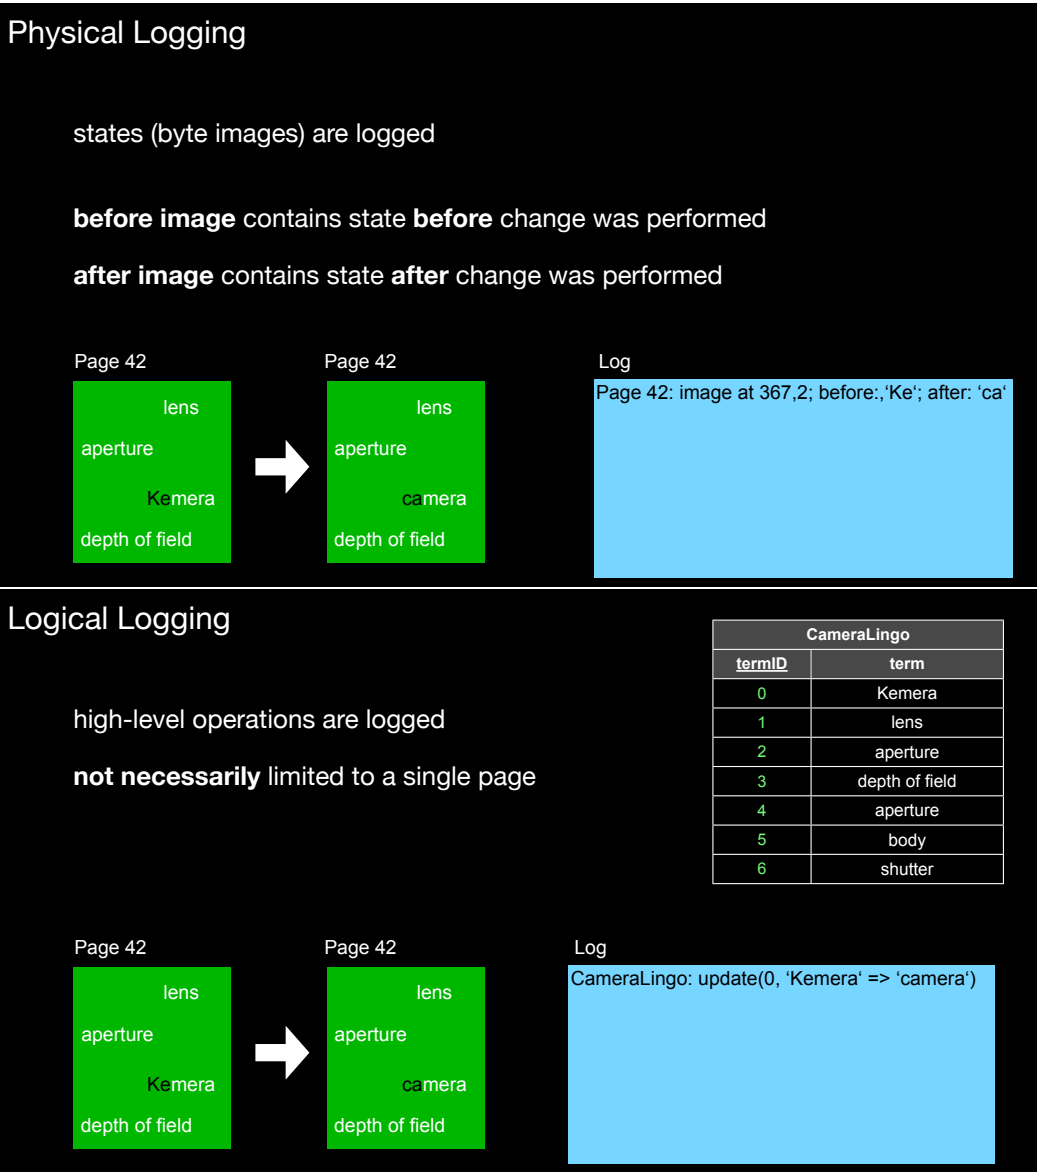 Physical Logging
states (byte images) are logged
before image contains state before change was performed
after image contains state after change was performed
Page 42
lens
aperture
Kemera
depth of field
Page 42
lens
aperture
camera
depth of field
Log
Page 42: image at 367,2; before:‚'Ke‘; after: ‘ca‘
Logical Logging
high-level operations are logged
not necessarily limited to a single page
CameraLingo
termID term
0 Kemera
1 lens
2 aperture
3 depth of field
4 aperture
5 body
6 shutter
Page 42
lens
aperture
Kemera
depth of field
Page 42
lens
aperture
camera
depth of field
Log
CameraLingo: update(0, ‘Kemera‘ => ‘camera‘)